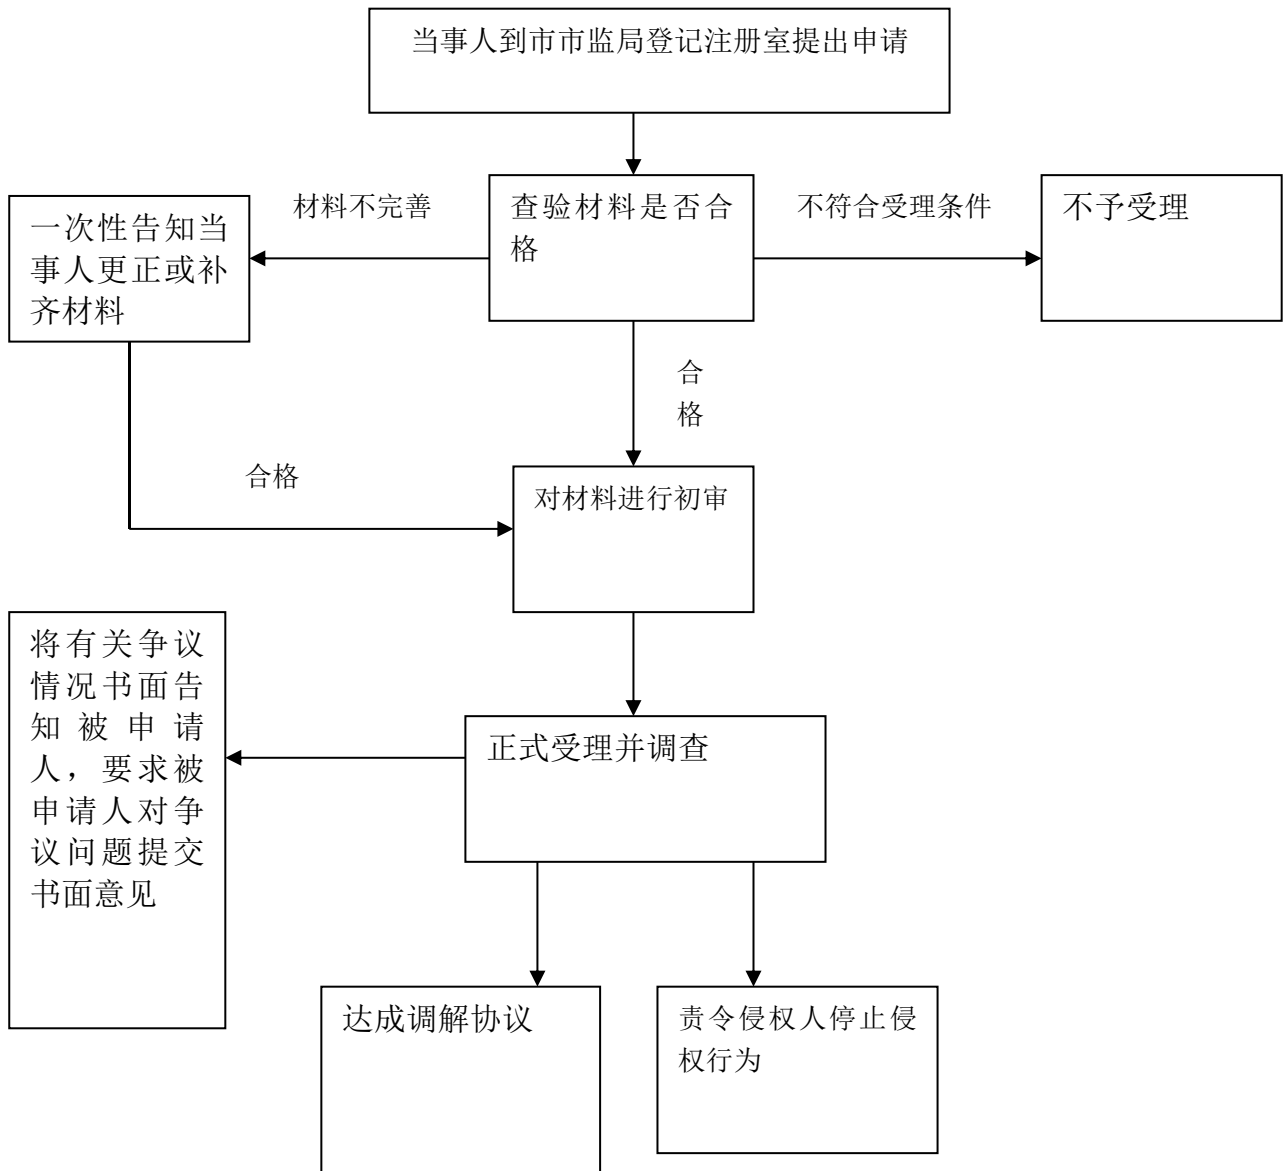 当事人到市市监局登记注册室提出申请
材料不完善
查验材料是否合
格
不符合受理条件
不予受理
一次性告知当
事人更正或补
齐材料
合
格
合格
对材料进行初审
将有关争议
情况书面告
知被申请
人，要求被
申请人对争
议问题提交
书面意见
正式受理并调查
达成调解协议
责令侵权人停止侵
权行为